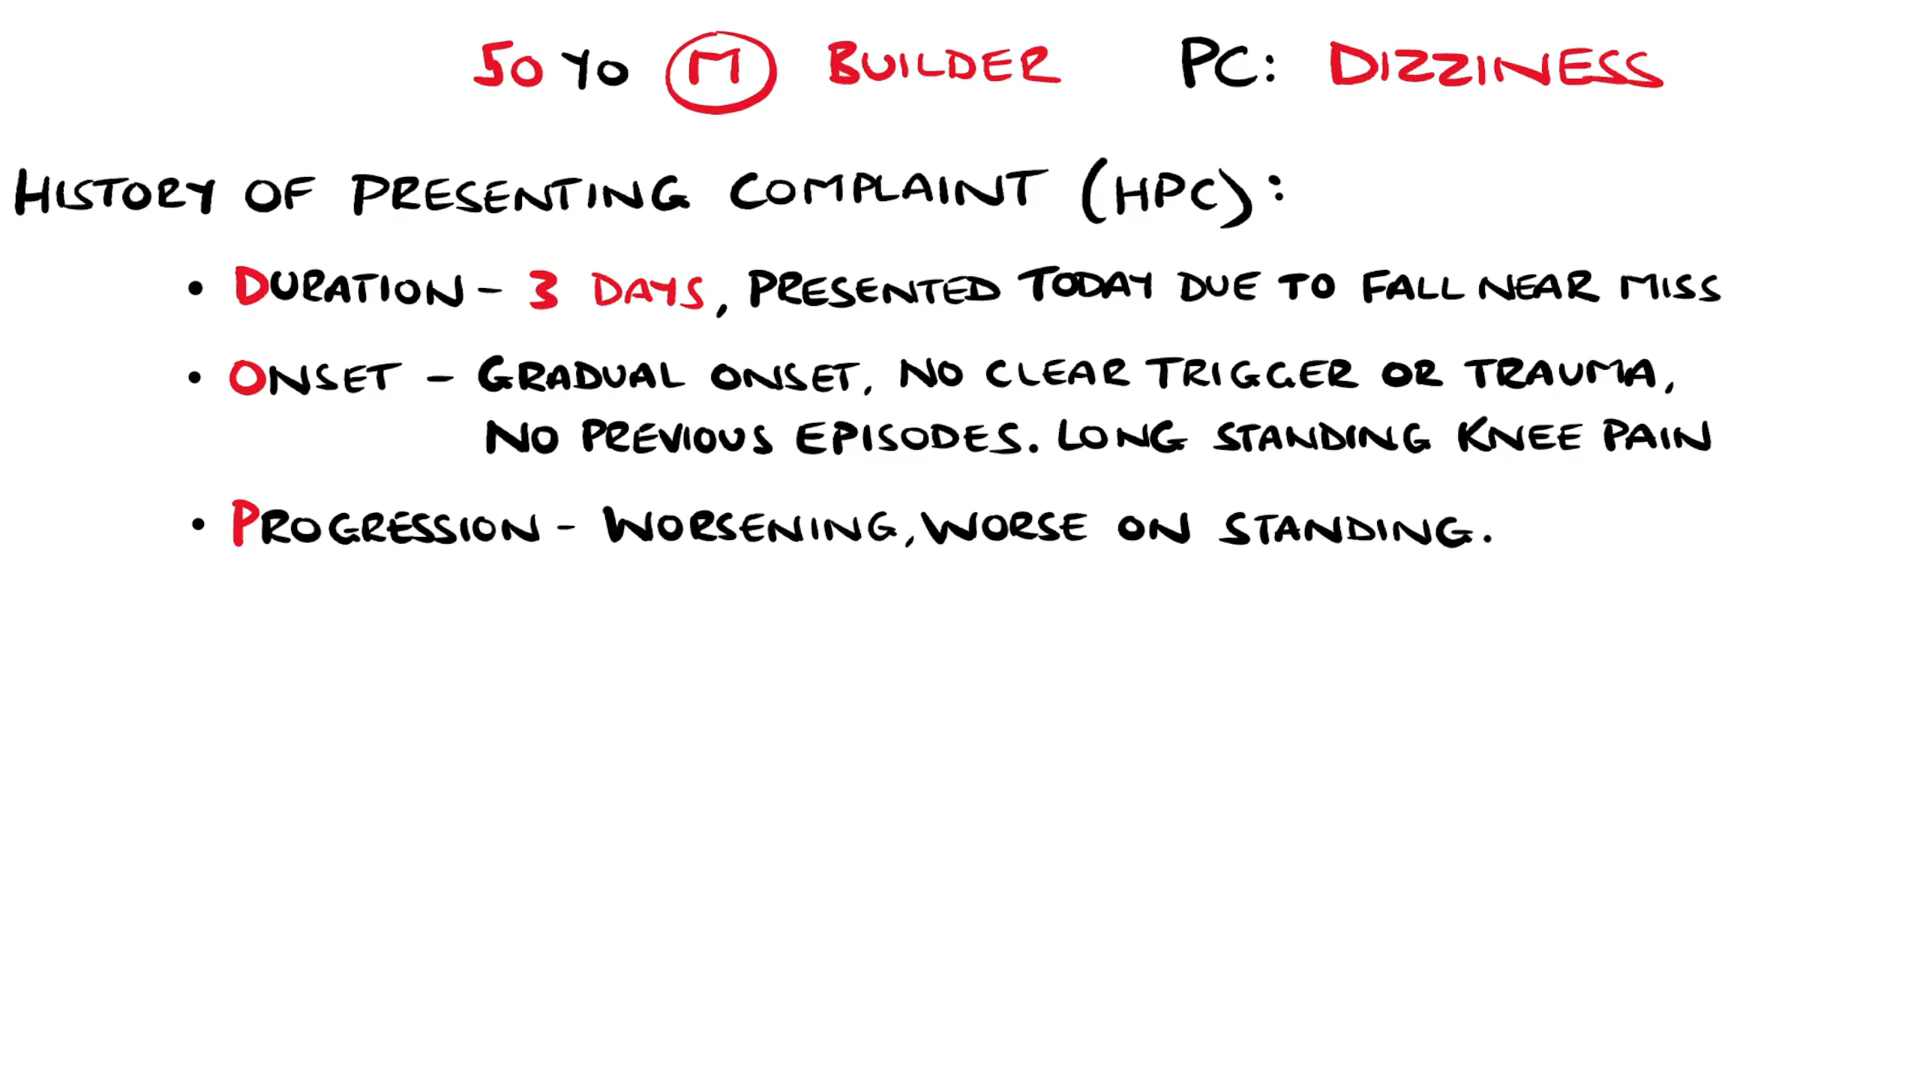 50 YO M BUILDER PC: DIZZINESS
HISTORY OF PRESENTING COMPLAINT (HPC):
• DURATION - 3 DAYS, PRESENTED TODAY DUE TO FALL NEAR MISS
• ONSET - GRADUAL ONSET, NO CLEAR TRIGGER OR TRAUMA,
NO PREVIOUS EPISODES. LONG STANDING KNEE PAIN
• PROGRESSION - WORSENING, WORSE ON STANDING.